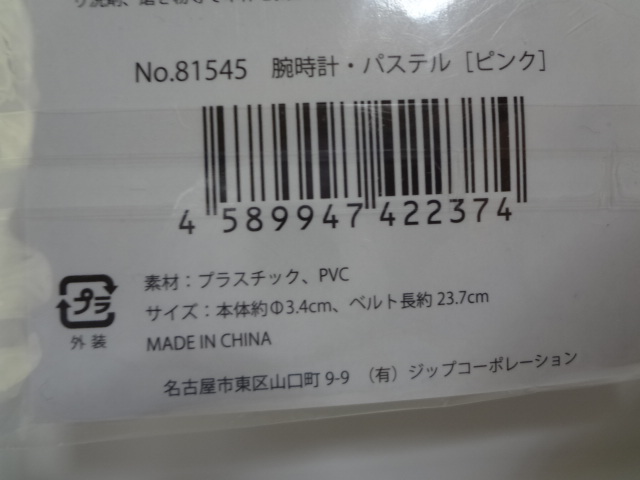 No.81545 腕時計・パステル［ピンク］
4 589947 422374
プラ
外装
素材：プラスチック、PVC
サイズ：本体約Φ3.4cm、ベルト長約 23.7cm
MADE IN CHINA
名古屋市東区山口町 9-9 （有）ジップコーポレーション